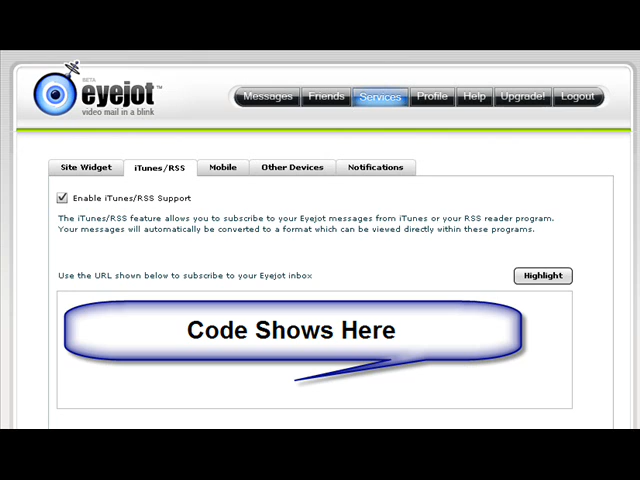 BETA
eyejot™
video mail in a blink
Messages Friends Services Profile Help Upgrade! Logout
Site Widget iTunes/RSS Mobile Other Devices Notifications
Enable iTunes/RSS Support
The iTunes/RSS feature allows you to subscribe to your Eyejot messages from iTunes or your RSS reader program.
Your messages will automatically be converted to a format which can be viewed directly within these programs.
Use the URL shown below to subscribe to your Eyejot inbox
Highlight
Code Shows Here